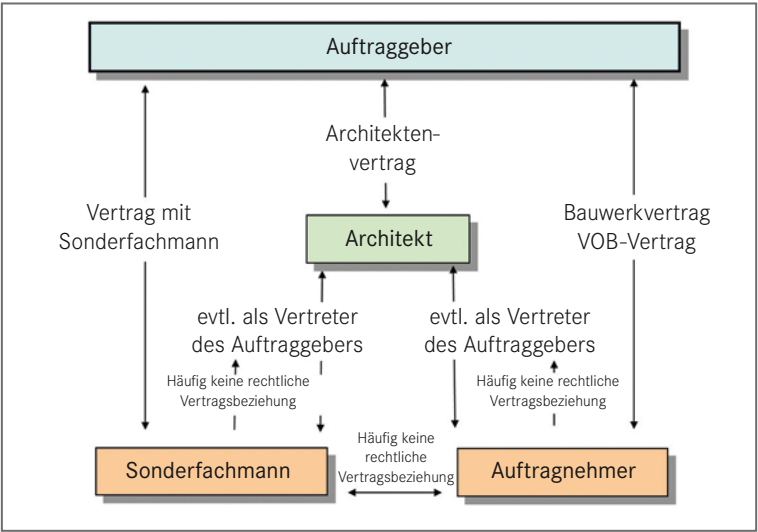 Auftraggeber
Architekten-
vertrag
Vertrag mit
Sonderfachmann
Bauwerkvertrag
VOB-Vertrag
Architekt
evtl. als Vertreter
des Auftraggebers
evtl. als Vertreter
des Auftraggebers
Häufig keine rechtliche
Vertragsbeziehung
Häufig keine rechtliche
Vertragsbeziehung
Sonderfachmann
Häufig keine
rechtliche
Vertragsbeziehung
Auftragnehmer